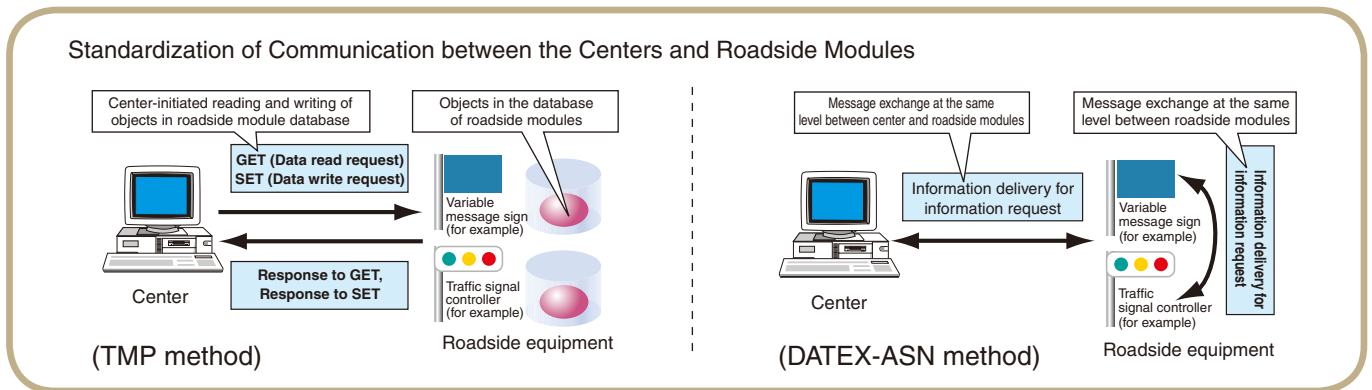 Standardization of Communication between the Centers and Roadside Modules
Center-initiated reading and writing of
objects in roadside module database
Objects in the database
of roadside modules
GET (Data read request)
SET (Data write request)
Variable
message sign
(for example)
Response to GET,
Response to SET
Center
Traffic signal
controller
(for example)
Roadside equipment
(TMP method)
Message exchange at the same
level between center and roadside modules
Message exchange at the same
level between roadside modules
Information delivery for
information request
Information delivery for
information request
Variable
message sign
(for example)
Center
Traffic
signal controller
(for example)
Roadside equipment
(DATEX-ASN method)